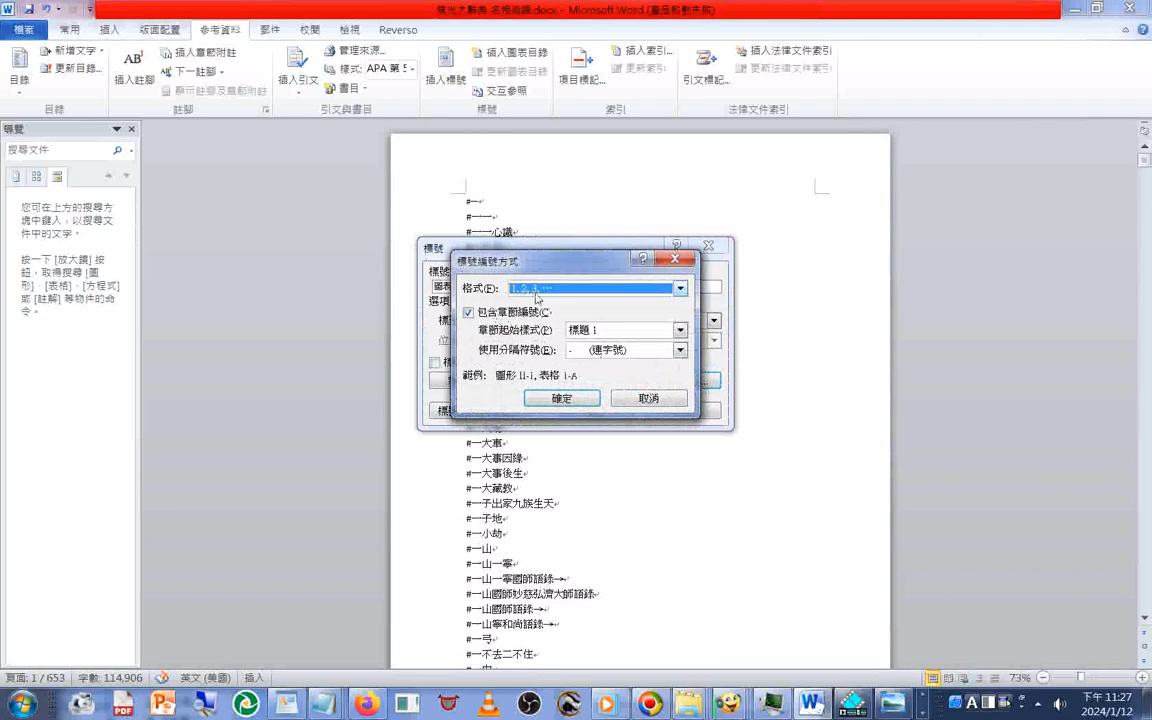 佛光大辭典-名相術語.docx - Microsoft Word (產品啟動失敗)
檔案 常用 插入 版面配置 參考資料 郵件 校閱 檢視 Reverso
目錄 新增文字 更新目錄... AB¹ 插入註腳 插入章節附註 下一註腳 顯示註腳及章節附註 插入引文 管理來源... 樣式: APA 第 5 書目 插入標號 插入圖表目錄 更新圖表目錄 交互參照 項目標記... 插入索引... 更新索引 引文標記... 插入法律文件索引 更新法律文件索引
目錄 註腳 引文與書目 標號 索引 法律文件索引
導覽
搜尋文件
您可在上方的搜尋方
塊中鍵入，以搜尋文
件中的文字。
按一下 [放大鏡] 按
鈕，取得搜尋 [圖
形]、[表格]、[方程式]
或 [註解] 等物件的命
令。
#一
#一一
#一一心識
標號
標號編號方式
格式(F): 1, 2, 3, …
包含章節編號(C
章節起始樣式(P) 標題 1
使用分隔符號(E): - (連字號)
範例: 圖形 II-1, 表格 1-A
確定 取消
#一大車
#一大事因緣
#一大事後生
#一大藏教
#一子出家九族生天
#一子地
#一小劫
#一山
#一山一寧
#一山一寧國師語錄→
#一山國師妙慈弘濟大師語錄
#一山國師語錄→
#一山寧和尚語錄→
#一弓
#一不去二不住
頁面: 1 / 653 字數: 114,906 英文 (美國) 插入 73%
下午 11:27
2024/1/12